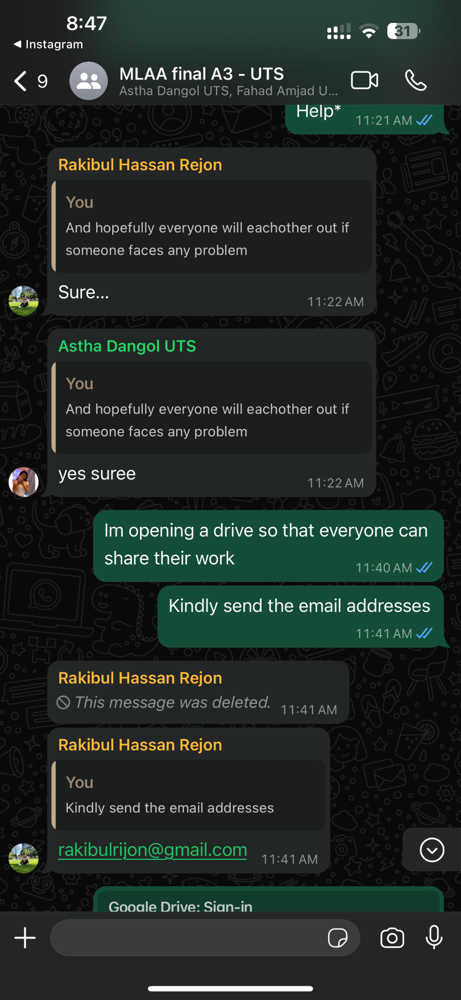 8:47
31
Instagram
9
MLAA final A3 - UTS
Astha Dangol UTS, Fahad Amjad U...
Help*
11:21 AM
Rakibul Hassan Rejon
You
And hopefully everyone will eachother out if
someone faces any problem
Sure...
11:22 AM
Astha Dangol UTS
You
And hopefully everyone will eachother out if
someone faces any problem
yes suree
11:22 AM
Im opening a drive so that everyone can
share their work
11:40 AM
Kindly send the email addresses
11:41 AM
Rakibul Hassan Rejon
This message was deleted.
11:41 AM
Rakibul Hassan Rejon
You
Kindly send the email addresses
rakibulrijon@gmail.com
11:41 AM
Google Drive: Sign-in